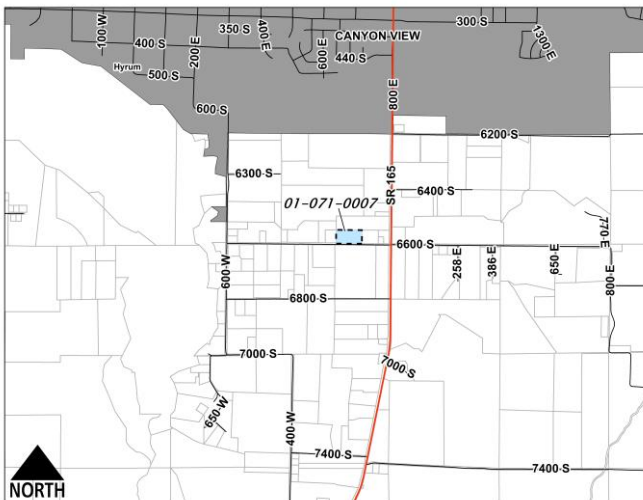 300 S
350 S
400 E
100 W
400 S
200 E
CANYON VIEW
1300 E
600 E
440 S
Hyrum
500 S
800 E
600 S
6200 S
6300 S
SR-165
6400 S
01-071-0007
6600 S
770 E
600 W
258 E
386 E
650 E
800 E
6800 S
7000 S
7000 S
650 W
400 W
7400 S
7400 S
NORTH